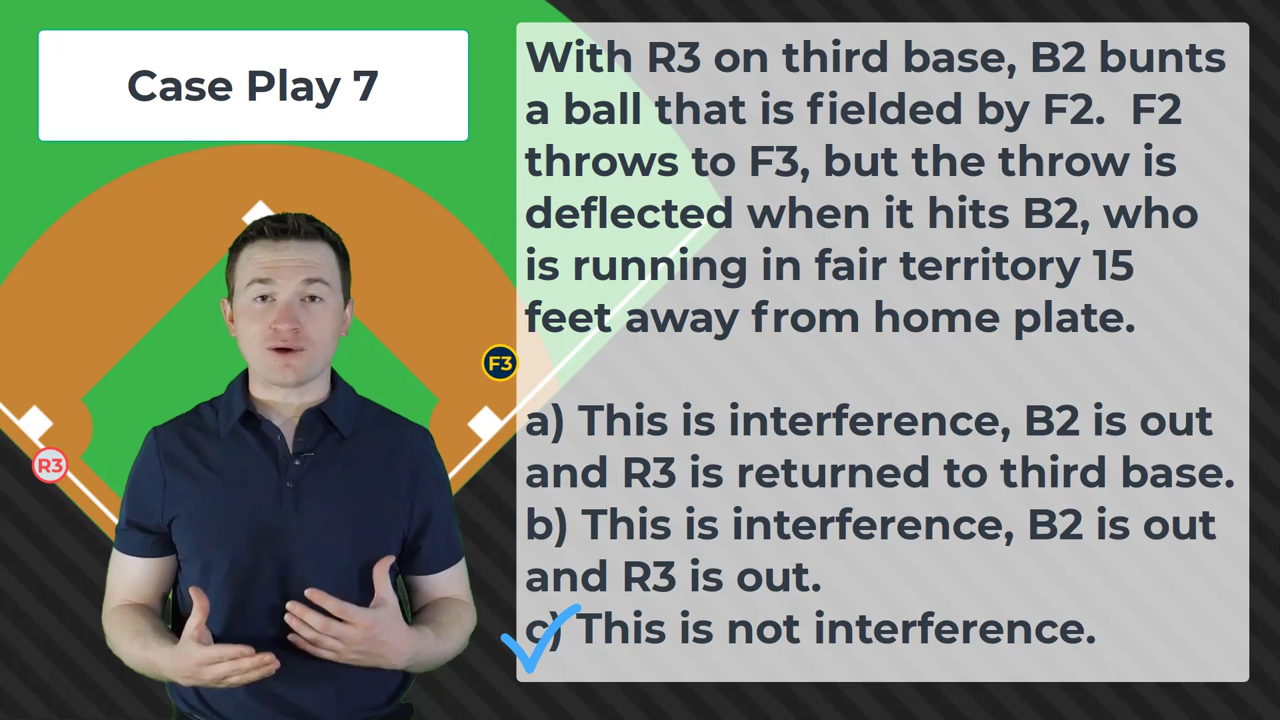 Case Play 7
With R3 on third base, B2 bunts
a ball that is fielded by F2.  F2
throws to F3, but the throw is
deflected when it hits B2, who
is running in fair territory 15
feet away from home plate.
a) This is interference, B2 is out
and R3 is returned to third base.
b) This is interference, B2 is out
and R3 is out.
c) This is not interference.
F3
R3